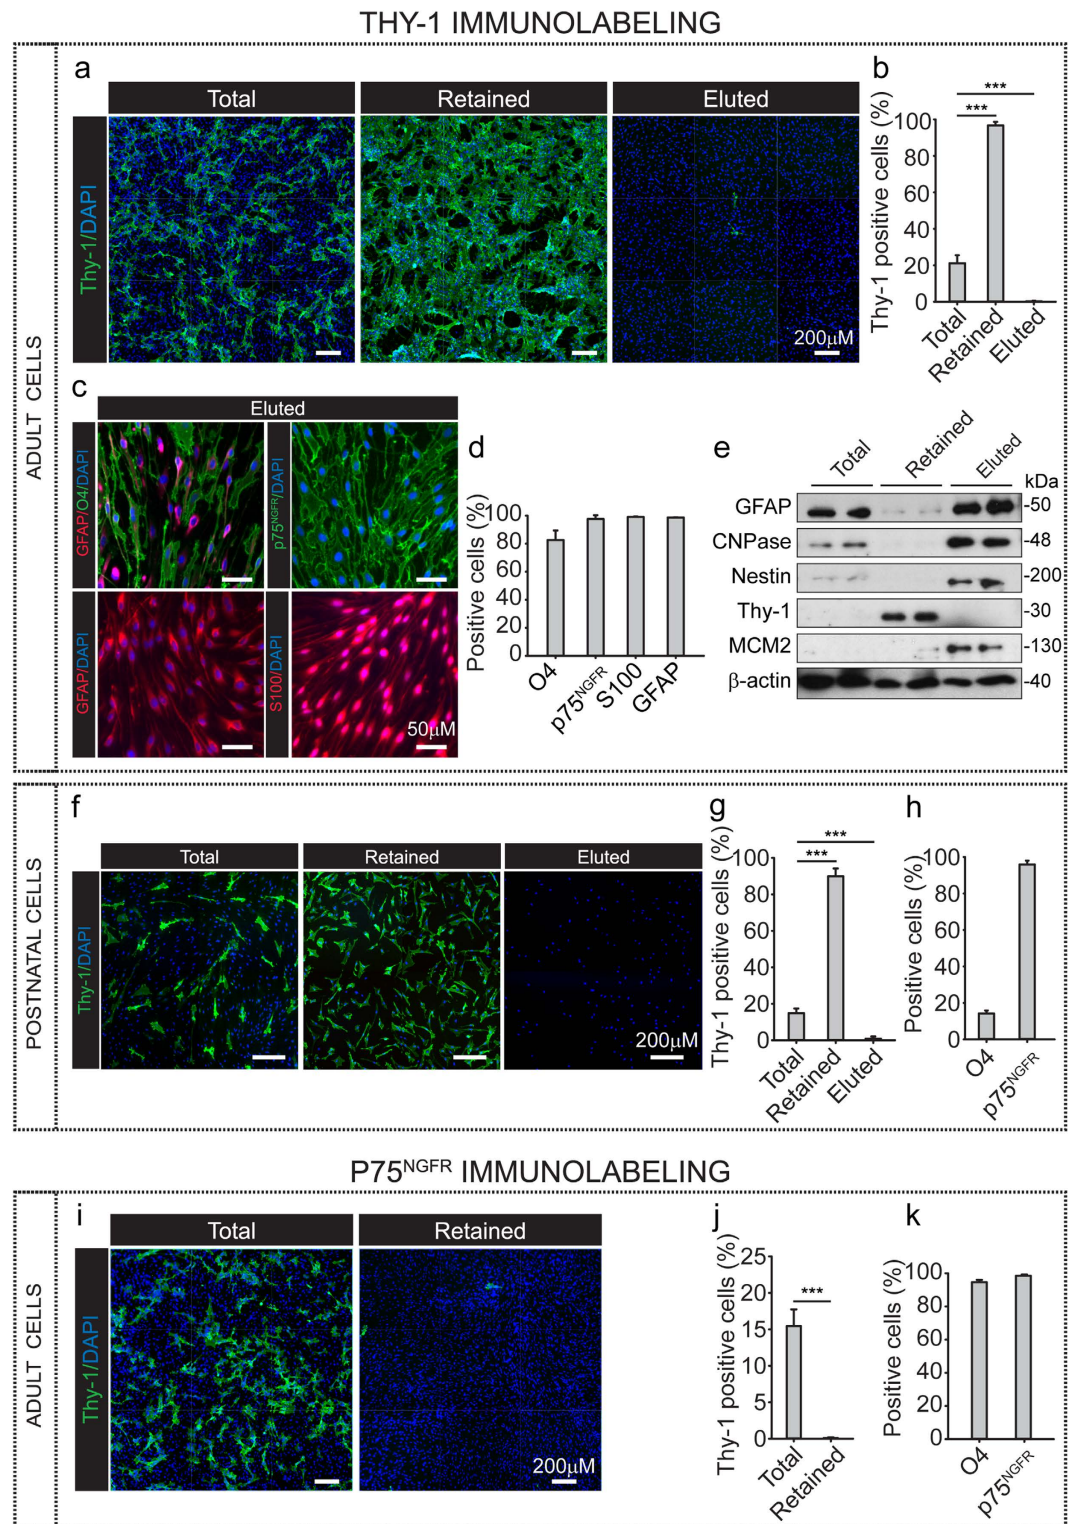 THY-1 IMMUNOLABELING
ADULT CELLS
a
Total
Retained
Eluted
Thy-1/DAPI
200µM
b
***
***
Thy-1 positive cells (%)
100
80
60
40
20
0
Total
Retained
Eluted
c
Eluted
GFAP/O4/DAPI
p75NGFR/DAPI
GFAP/DAPI
S100/DAPI
50µM
d
Positive cells (%)
100
80
60
40
20
0
O4
p75NGFR
S100
GFAP
e
Total
Retained
Eluted
kDa
GFAP -50
CNPase -48
Nestin -200
Thy-1 -30
MCM2 -130
β-actin -40
POSTNATAL CELLS
f
Total
Retained
Eluted
Thy-1/DAPI
200µM
g
***
***
Thy-1 positive cells (%)
100
80
60
40
20
0
Total
Retained
Eluted
h
Positive cells (%)
100
80
60
40
20
0
O4
p75NGFR
P75NGFR IMMUNOLABELING
ADULT CELLS
i
Total
Retained
Thy-1/DAPI
200µM
j
***
Thy-1 positive cells (%)
25
20
15
10
5
0
Total
Retained
k
Positive cells (%)
100
80
60
40
20
0
O4
p75NGFR